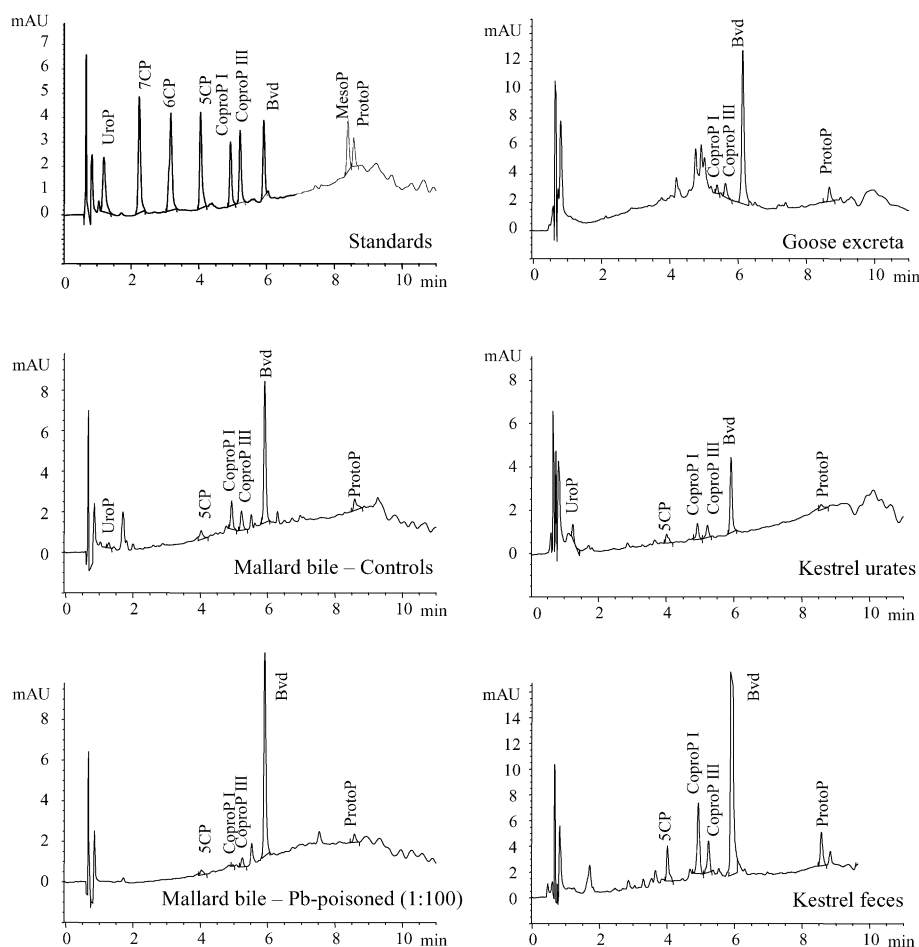 mAU
7
6
5
4
3
2
1
0
UroP
7CP
6CP
5CP
CoproP I
CoproP III
Bvd
MesoP
ProtoP
Standards
0 2 4 6 8 10 min
mAU
12
10
8
6
4
2
0
CoproP I
CoproP III
Bvd
ProtoP
Goose excreta
0 2 4 6 8 10 min
mAU
8
6
4
2
0
UroP
5CP
CoproP I
CoproP III
Bvd
ProtoP
Mallard bile – Controls
0 2 4 6 8 10 min
mAU
8
6
4
2
0
UroP
5CP
CoproP I
CoproP III
Bvd
ProtoP
Kestrel urates
0 2 4 6 8 10 min
mAU
8
6
4
2
0
5CP
CoproP I
CoproP III
Bvd
ProtoP
Mallard bile – Pb-poisoned (1:100)
0 2 4 6 8 10 min
mAU
14
12
10
8
6
4
2
0
5CP
CoproP I
CoproP III
Bvd
ProtoP
Kestrel feces
0 2 4 6 8 10 min